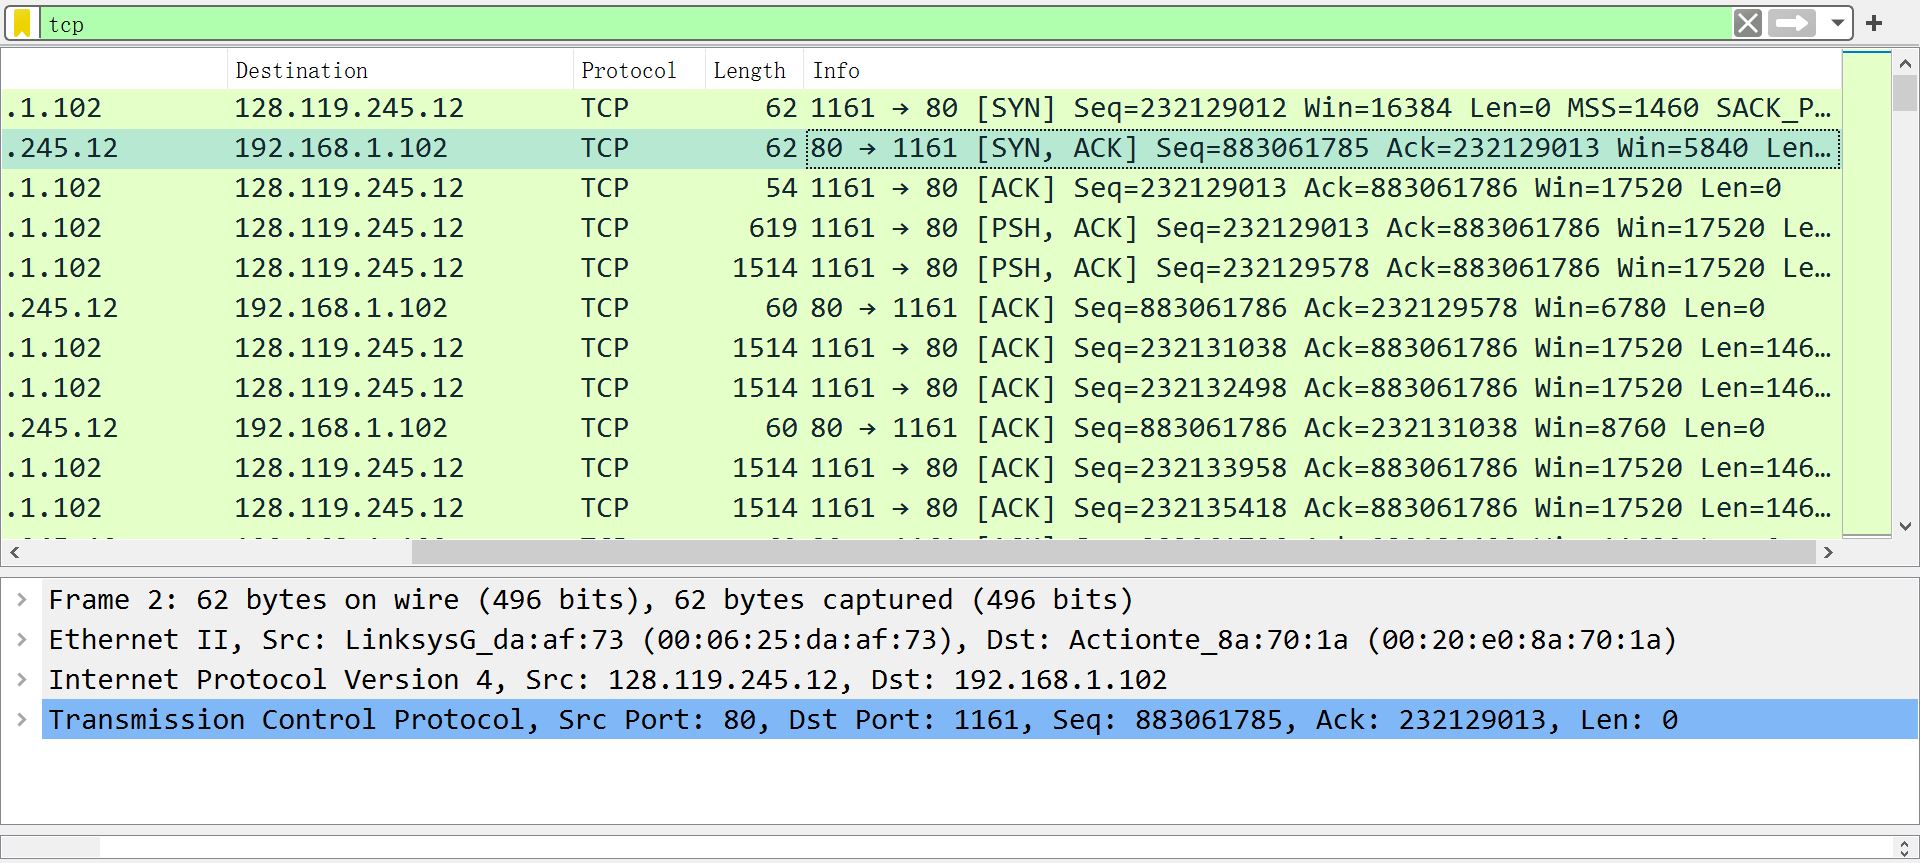 tcp
Destination Protocol Length Info
.1.102 128.119.245.12 TCP 62 1161 → 80 [SYN] Seq=232129012 Win=16384 Len=0 MSS=1460 SACK_P…
.245.12 192.168.1.102 TCP 62 80 → 1161 [SYN, ACK] Seq=883061785 Ack=232129013 Win=5840 Len…
.1.102 128.119.245.12 TCP 54 1161 → 80 [ACK] Seq=232129013 Ack=883061786 Win=17520 Len=0
.1.102 128.119.245.12 TCP 619 1161 → 80 [PSH, ACK] Seq=232129013 Ack=883061786 Win=17520 Le…
.1.102 128.119.245.12 TCP 1514 1161 → 80 [PSH, ACK] Seq=232129578 Ack=883061786 Win=17520 Le…
.245.12 192.168.1.102 TCP 60 80 → 1161 [ACK] Seq=883061786 Ack=232129578 Win=6780 Len=0
.1.102 128.119.245.12 TCP 1514 1161 → 80 [ACK] Seq=232131038 Ack=883061786 Win=17520 Len=146…
.1.102 128.119.245.12 TCP 1514 1161 → 80 [ACK] Seq=232132498 Ack=883061786 Win=17520 Len=146…
.245.12 192.168.1.102 TCP 60 80 → 1161 [ACK] Seq=883061786 Ack=232131038 Win=8760 Len=0
.1.102 128.119.245.12 TCP 1514 1161 → 80 [ACK] Seq=232133958 Ack=883061786 Win=17520 Len=146…
.1.102 128.119.245.12 TCP 1514 1161 → 80 [ACK] Seq=232135418 Ack=883061786 Win=17520 Len=146…
Frame 2: 62 bytes on wire (496 bits), 62 bytes captured (496 bits)
Ethernet II, Src: LinksysG_da:af:73 (00:06:25:da:af:73), Dst: Actionte_8a:70:1a (00:20:e0:8a:70:1a)
Internet Protocol Version 4, Src: 128.119.245.12, Dst: 192.168.1.102
Transmission Control Protocol, Src Port: 80, Dst Port: 1161, Seq: 883061785, Ack: 232129013, Len: 0